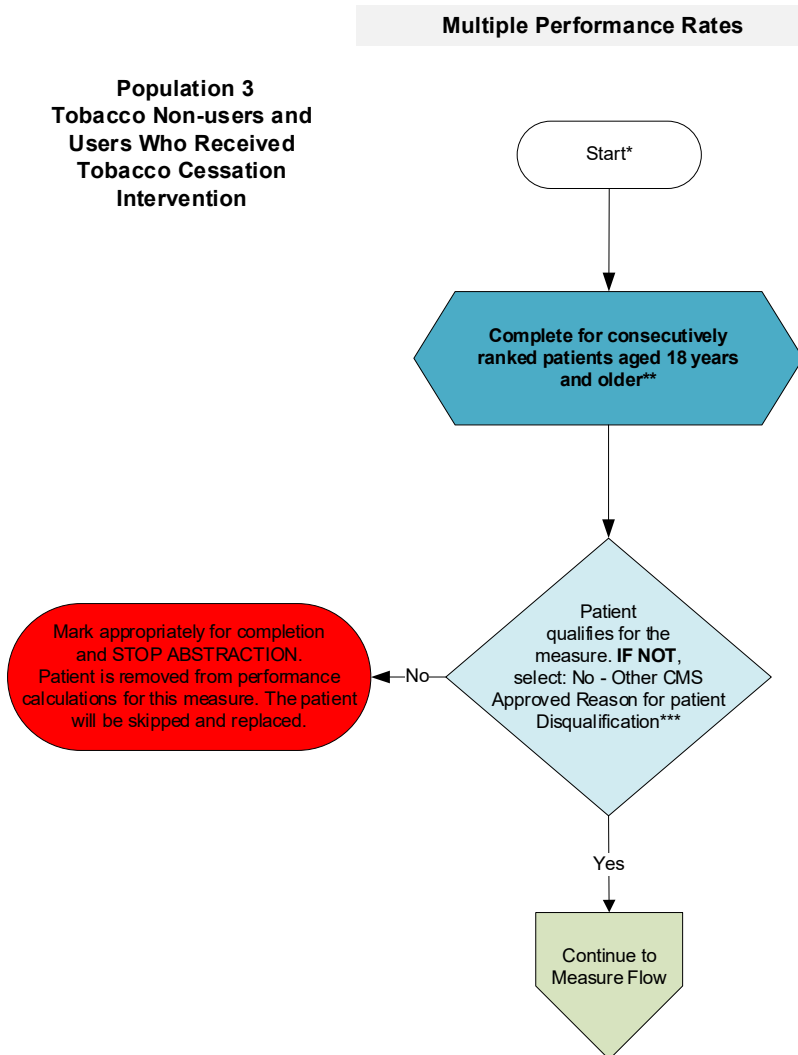 Multiple Performance Rates
Population 3
Tobacco Non-users and
Users Who Received
Tobacco Cessation
Intervention
Start*
Complete for consecutively
ranked patients aged 18 years
and older**
Patient
qualifies for the
measure. IF NOT,
select: No - Other CMS
Approved Reason for patient
Disqualification***
No
Mark appropriately for completion
and STOP ABSTRACTION.
Patient is removed from performance
calculations for this measure. The patient
will be skipped and replaced.
Yes
Continue to
Measure Flow